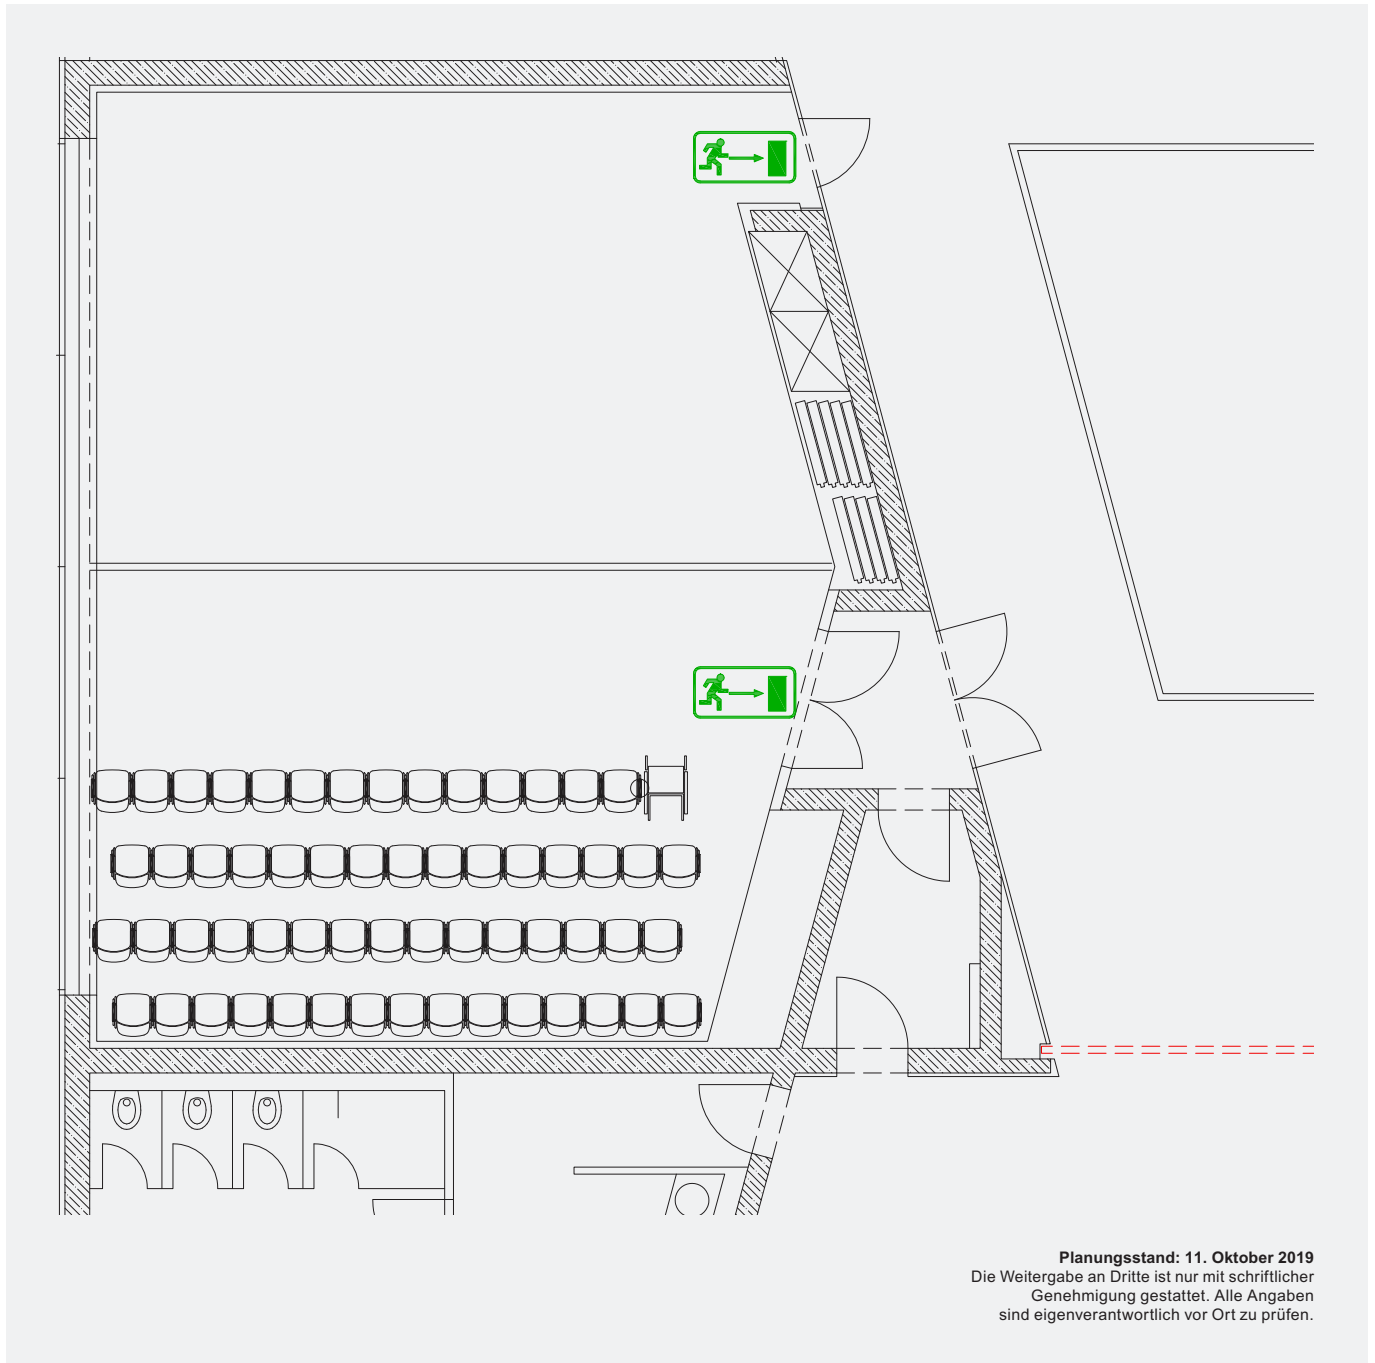 Planungsstand: 11. Oktober 2019
Die Weitergabe an Dritte ist nur mit schriftlicher
Genehmigung gestattet. Alle Angaben
sind eigenverantwortlich vor Ort zu prüfen.